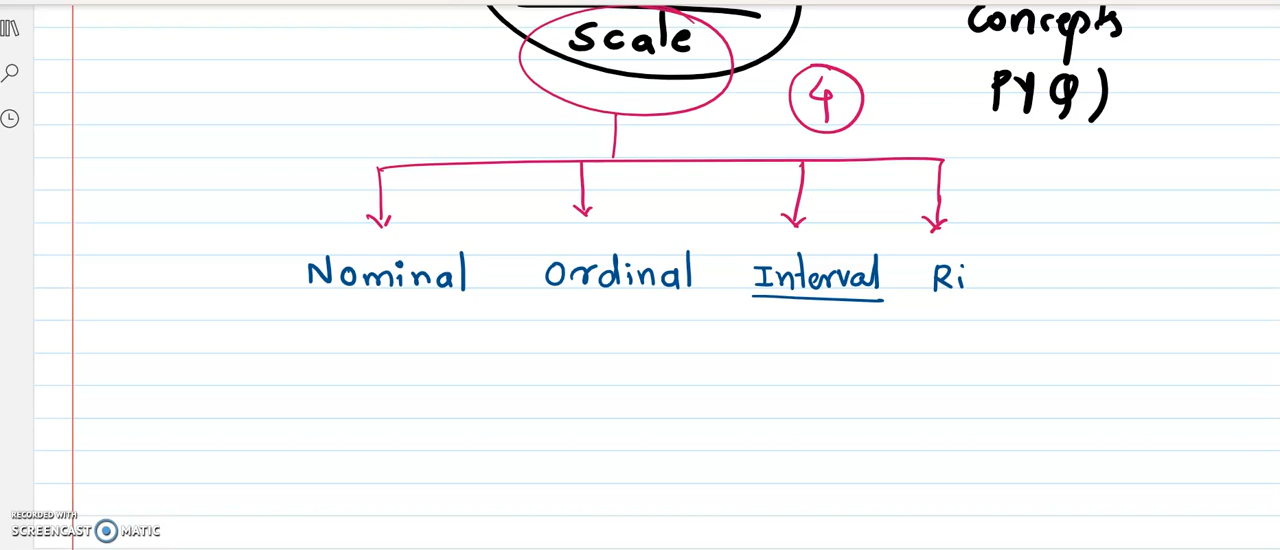 Scale
Concepts
PYQ)
4
Nominal Ordinal Interval Ri
RECORDED WITH
SCREENCAST MATIC